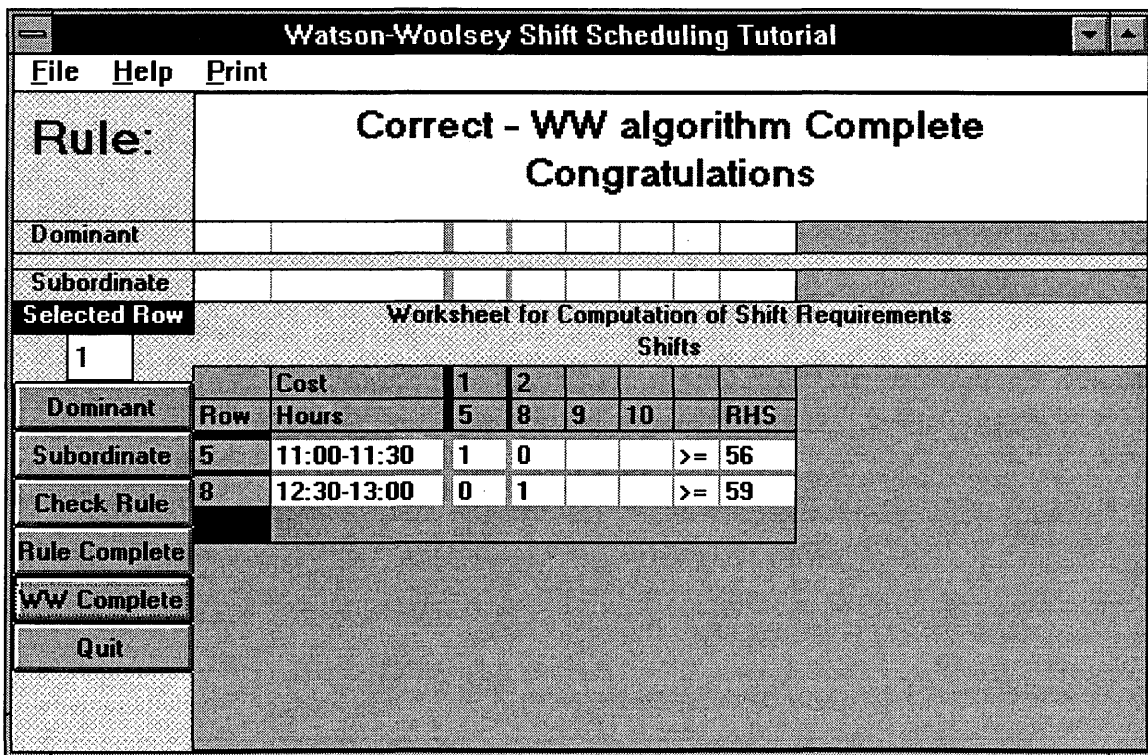 Watson-Woolsey Shift Scheduling Tutorial
File Help Print
Rule:
Correct - WW algorithm Complete
Congratulations
Dominant
Subordinate
Selected Row
1
Worksheet for Computation of Shift Requirements
Shifts
Cost 1 2
Row Hours 5 8 9 10 RHS
5 11:00-11:30 1 0 >= 56
8 12:30-13:00 0 1 >= 59
Dominant
Subordinate
Check Rule
Rule Complete
WW Complete
Quit